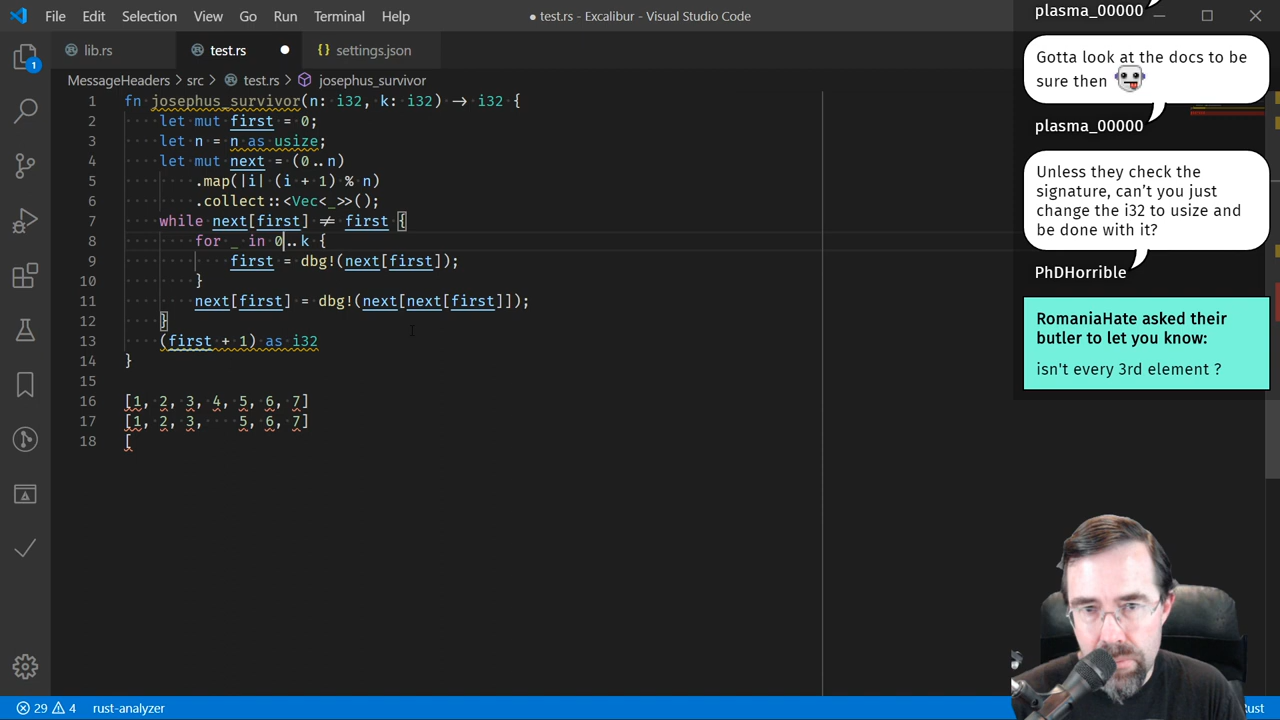 File Edit Selection View Go Run Terminal Help
● test.rs - Excalibur - Visual Studio Code
lib.rs test.rs ● settings.json
MessageHeaders > src > test.rs > josephus_survivor
1 fn josephus_survivor(n: i32, k: i32) -> i32 {
2 let mut first = 0;
3 let n = n as usize;
4 let mut next = (0..n)
5 .map(|i| (i + 1) % n)
6 .collect::<Vec<_>>();
7 while next[first] != first {
8 for _ in 0..k {
9 first = dbg!(next[first]);
10 }
11 next[first] = dbg!(next[next[first]]);
12 }
13 (first + 1) as i32
14 }
15
16 [1, 2, 3, 4, 5, 6, 7]
17 [1, 2, 3, 5, 6, 7]
18 [
1
29 4 rust-analyzer
Rust
plasma_00000
Gotta look at the docs to be
sure then
plasma_00000
Unless they check the
signature, can't you just
change the i32 to usize and
be done with it?
PhDHorrible
RomaniaHate asked their
butler to let you know:
isn't every 3rd element ?